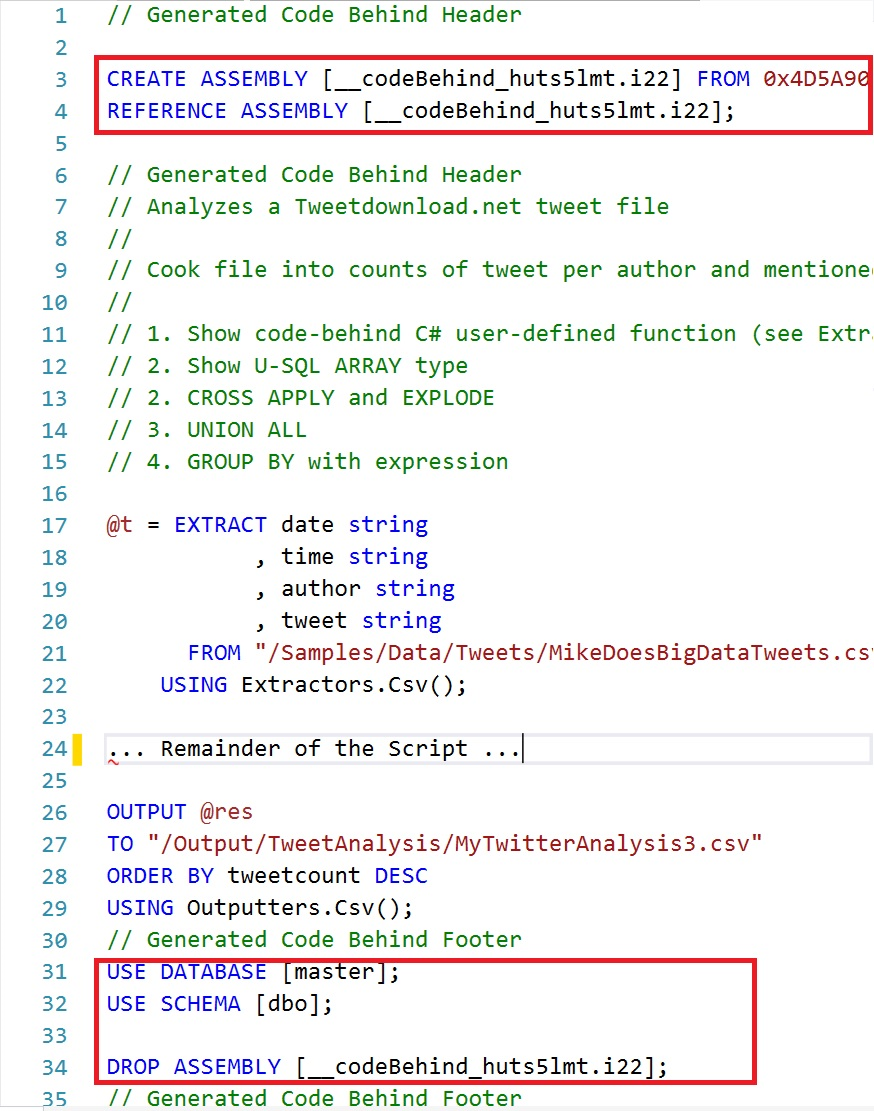 1 // Generated Code Behind Header
2
3 CREATE ASSEMBLY [__codeBehind_huts5lmt.i22] FROM 0x4D5A90
4 REFERENCE ASSEMBLY [__codeBehind_huts5lmt.i22];
5
6 // Generated Code Behind Header
7 // Analyzes a Tweetdownload.net tweet file
8 //
9 // Cook file into counts of tweet per author and mentioned
10 //
11 // 1. Show code-behind C# user-defined function (see Extra
12 // 2. Show U-SQL ARRAY type
13 // 2. CROSS APPLY and EXPLODE
14 // 3. UNION ALL
15 // 4. GROUP BY with expression
16
17 @t = EXTRACT date string
18 , time string
19 , author string
20 , tweet string
21 FROM "/Samples/Data/Tweets/MikeDoesBigDataTweets.csv
22 USING Extractors.Csv();
23
24 ... Remainder of the Script ...
25
26 OUTPUT @res
27 TO "/Output/TweetAnalysis/MyTwitterAnalysis3.csv"
28 ORDER BY tweetcount DESC
29 USING Outputters.Csv();
30 // Generated Code Behind Footer
31 USE DATABASE [master];
32 USE SCHEMA [dbo];
33
34 DROP ASSEMBLY [__codeBehind_huts5lmt.i22];
35 // Generated Code Behind Footer